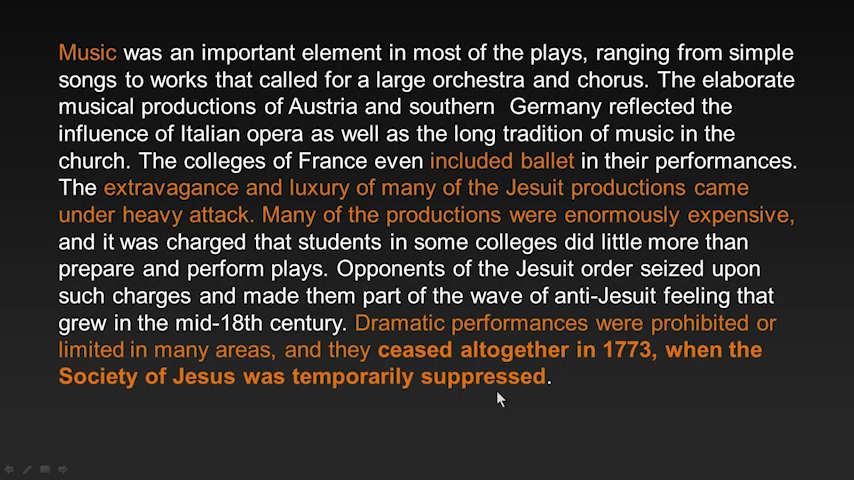 Music was an important element in most of the plays, ranging from simple
songs to works that called for a large orchestra and chorus. The elaborate
musical productions of Austria and southern Germany reflected the
influence of Italian opera as well as the long tradition of music in the
church. The colleges of France even included ballet in their performances.
The extravagance and luxury of many of the Jesuit productions came
under heavy attack. Many of the productions were enormously expensive,
and it was charged that students in some colleges did little more than
prepare and perform plays. Opponents of the Jesuit order seized upon
such charges and made them part of the wave of anti-Jesuit feeling that
grew in the mid-18th century. Dramatic performances were prohibited or
limited in many areas, and they ceased altogether in 1773, when the
Society of Jesus was temporarily suppressed.